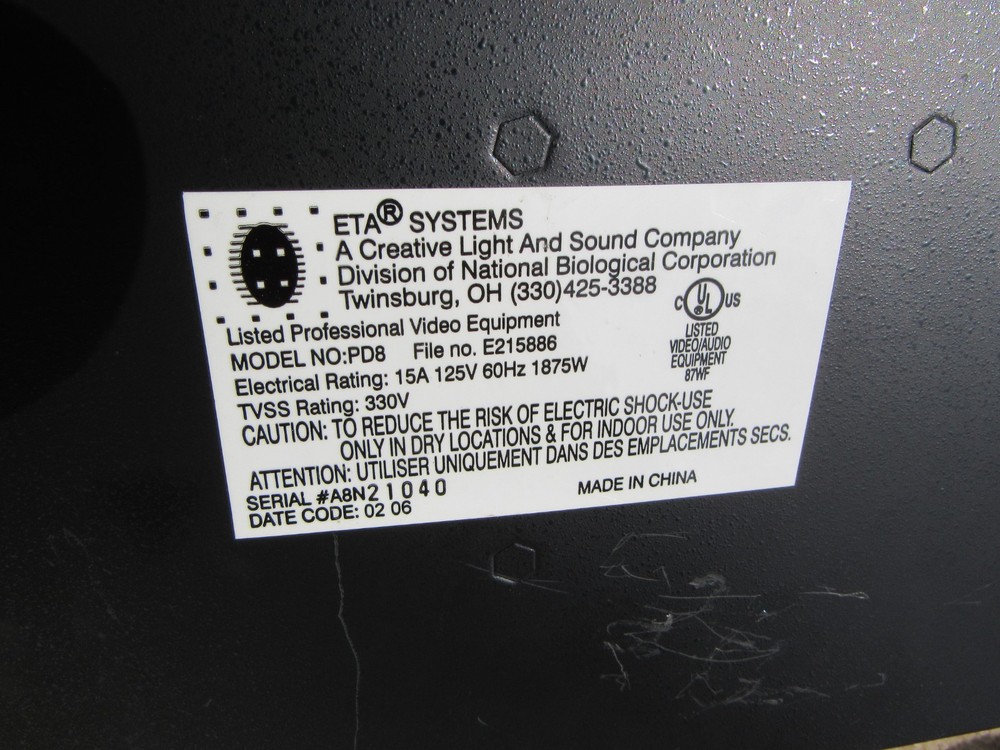 ETA® SYSTEMS
A Creative Light And Sound Company
Division of National Biological Corporation
Twinsburg, OH (330)425-3388
Listed Professional Video Equipment
MODEL NO:PD8 File no. E215886
Electrical Rating: 15A 125V 60Hz 1875W
TVSS Rating: 330V
C UL® US
LISTED
VIDEO/AUDIO
EQUIPMENT
87WF
CAUTION: TO REDUCE THE RISK OF ELECTRIC SHOCK-USE
ONLY IN DRY LOCATIONS & FOR INDOOR USE ONLY.
ATTENTION: UTILISER UNIQUEMENT DANS DES EMPLACEMENTS SECS.
SERIAL #A8N21040
DATE CODE: 02 06
MADE IN CHINA